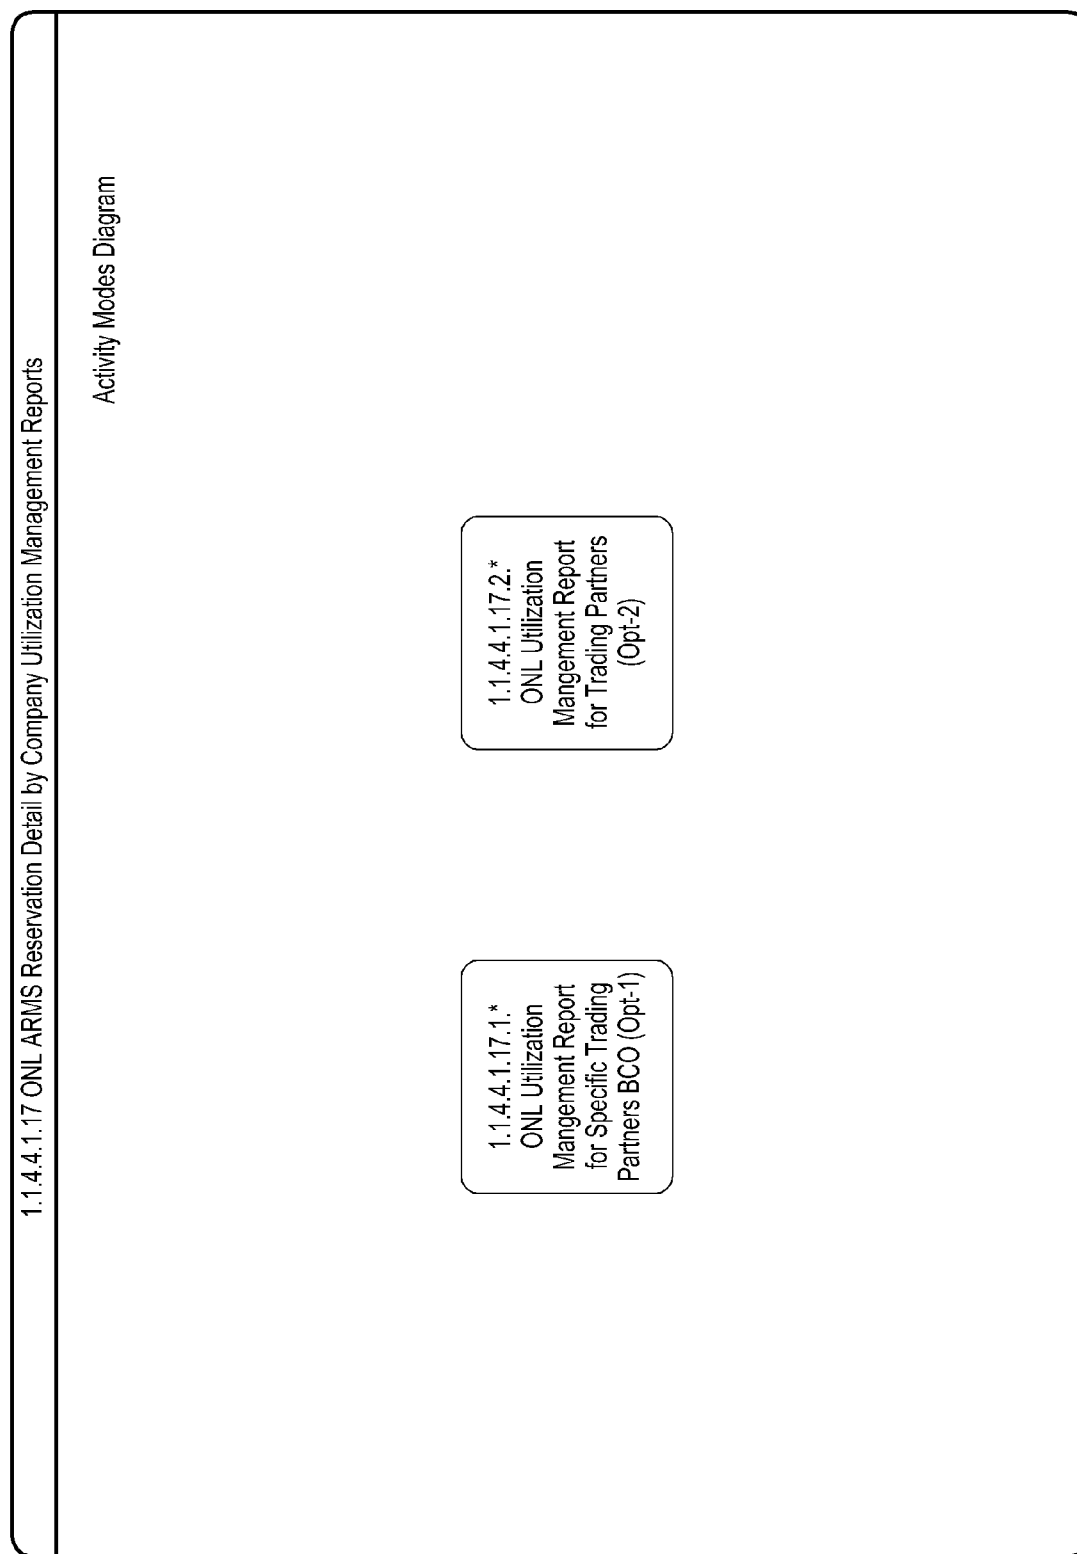 1.1.4.4.1.17 ONL ARMS Reservation Detail by Company Utilization Management Reports
Activity Modes Diagram
1.1.4.4.1.17.1.*
ONL Utilization
Mangement Report
for Specific Trading
Partners BCO (Opt-1)
1.1.4.4.1.17.2.*
ONL Utilization
Mangement Report
for Trading Partners
(Opt-2)